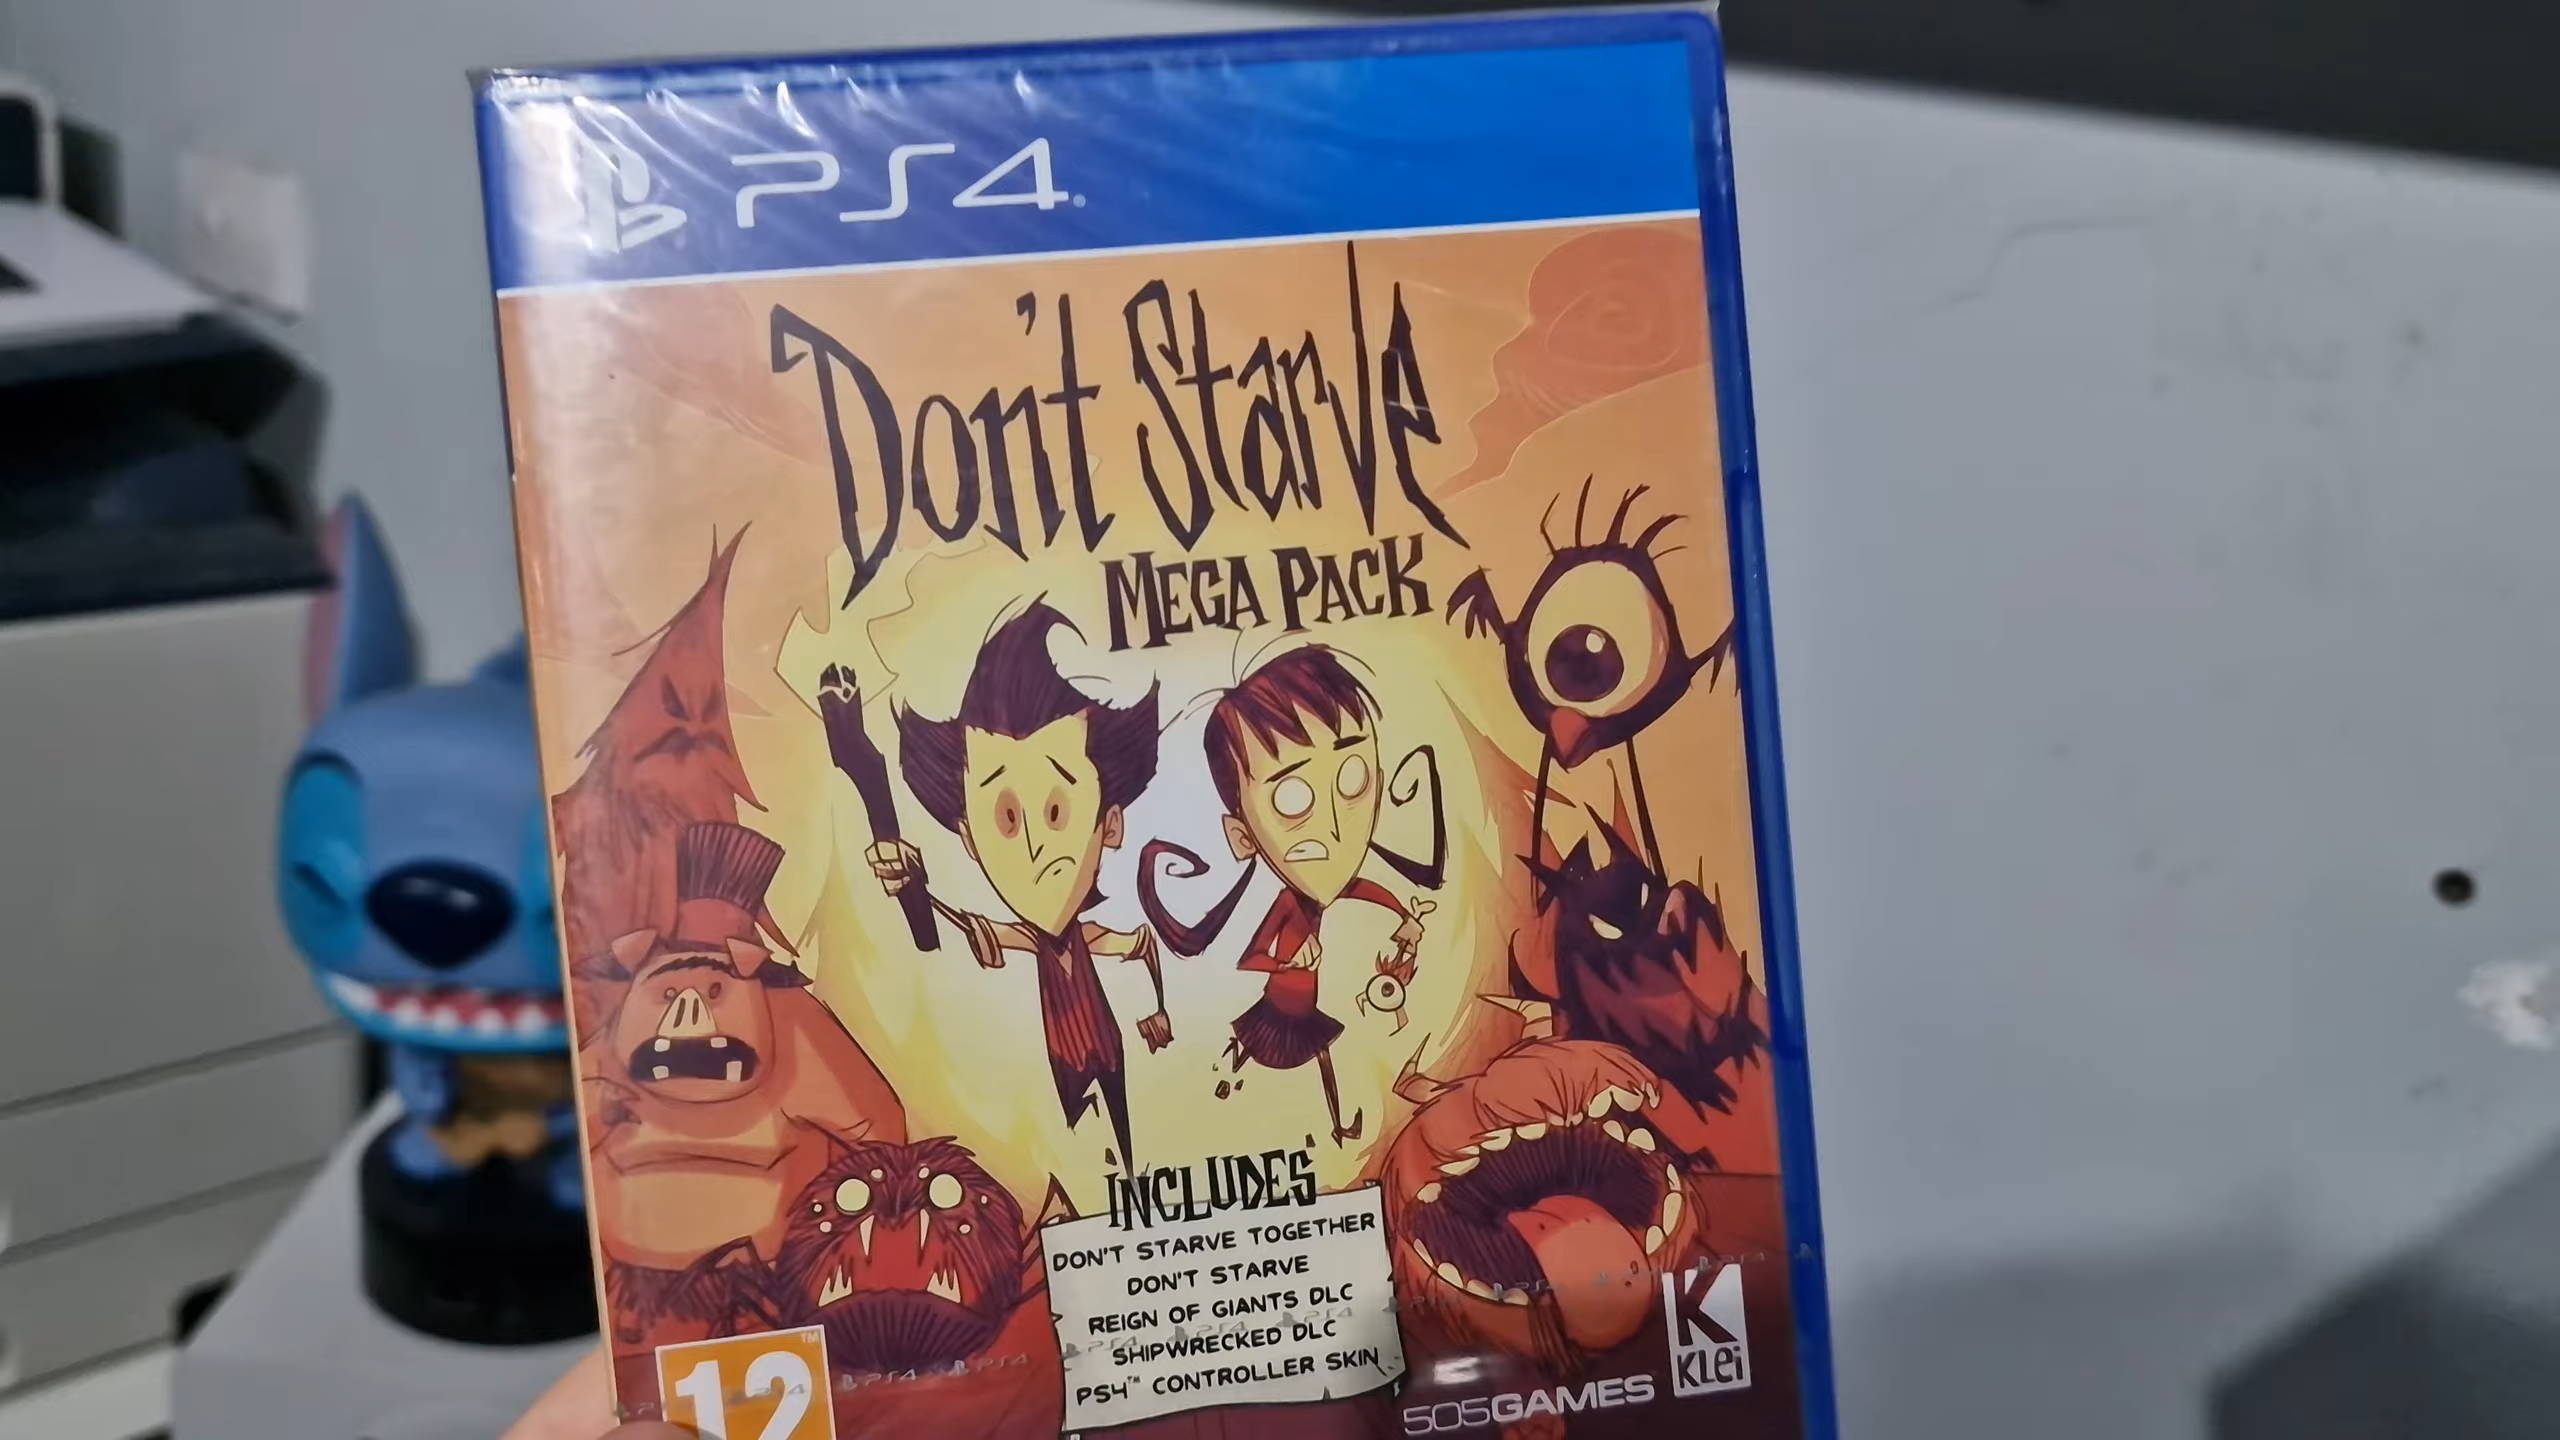 PS4
Don't Starve
MEGA PACK
INCLUDES
DON'T STARVE TOGETHER
DON'T STARVE
REIGN OF GIANTS DLC
SHIPWRECKED DLC
PS4™ CONTROLLER SKIN
12
505GAMES
K
KLei